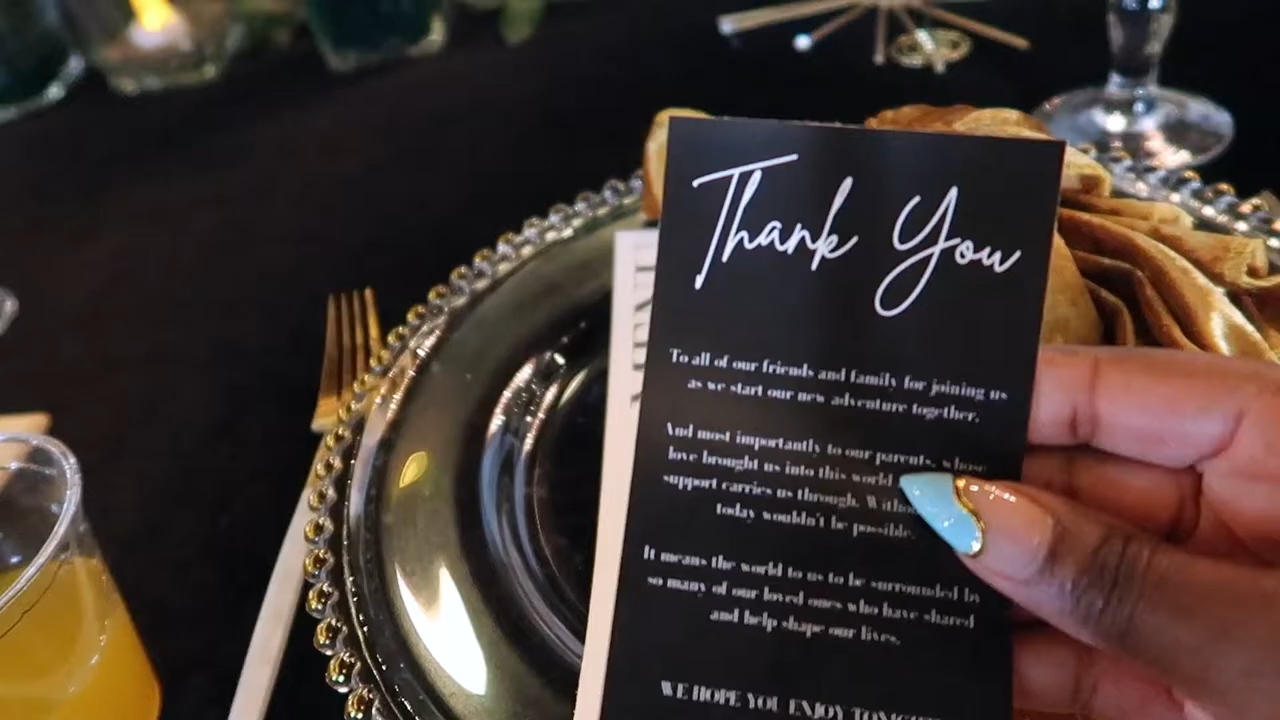 Thank You
To all of our friends and family for joining us
as we start our new adventure together.
And most importantly to our parents, whose
love brought us into this world
support carries us through.
today wouldn't be possible.
It means the world to us to be surrounded by
so many of our loved ones who have shared
and help shape our lives.
WE HOPE YOU ENJOY